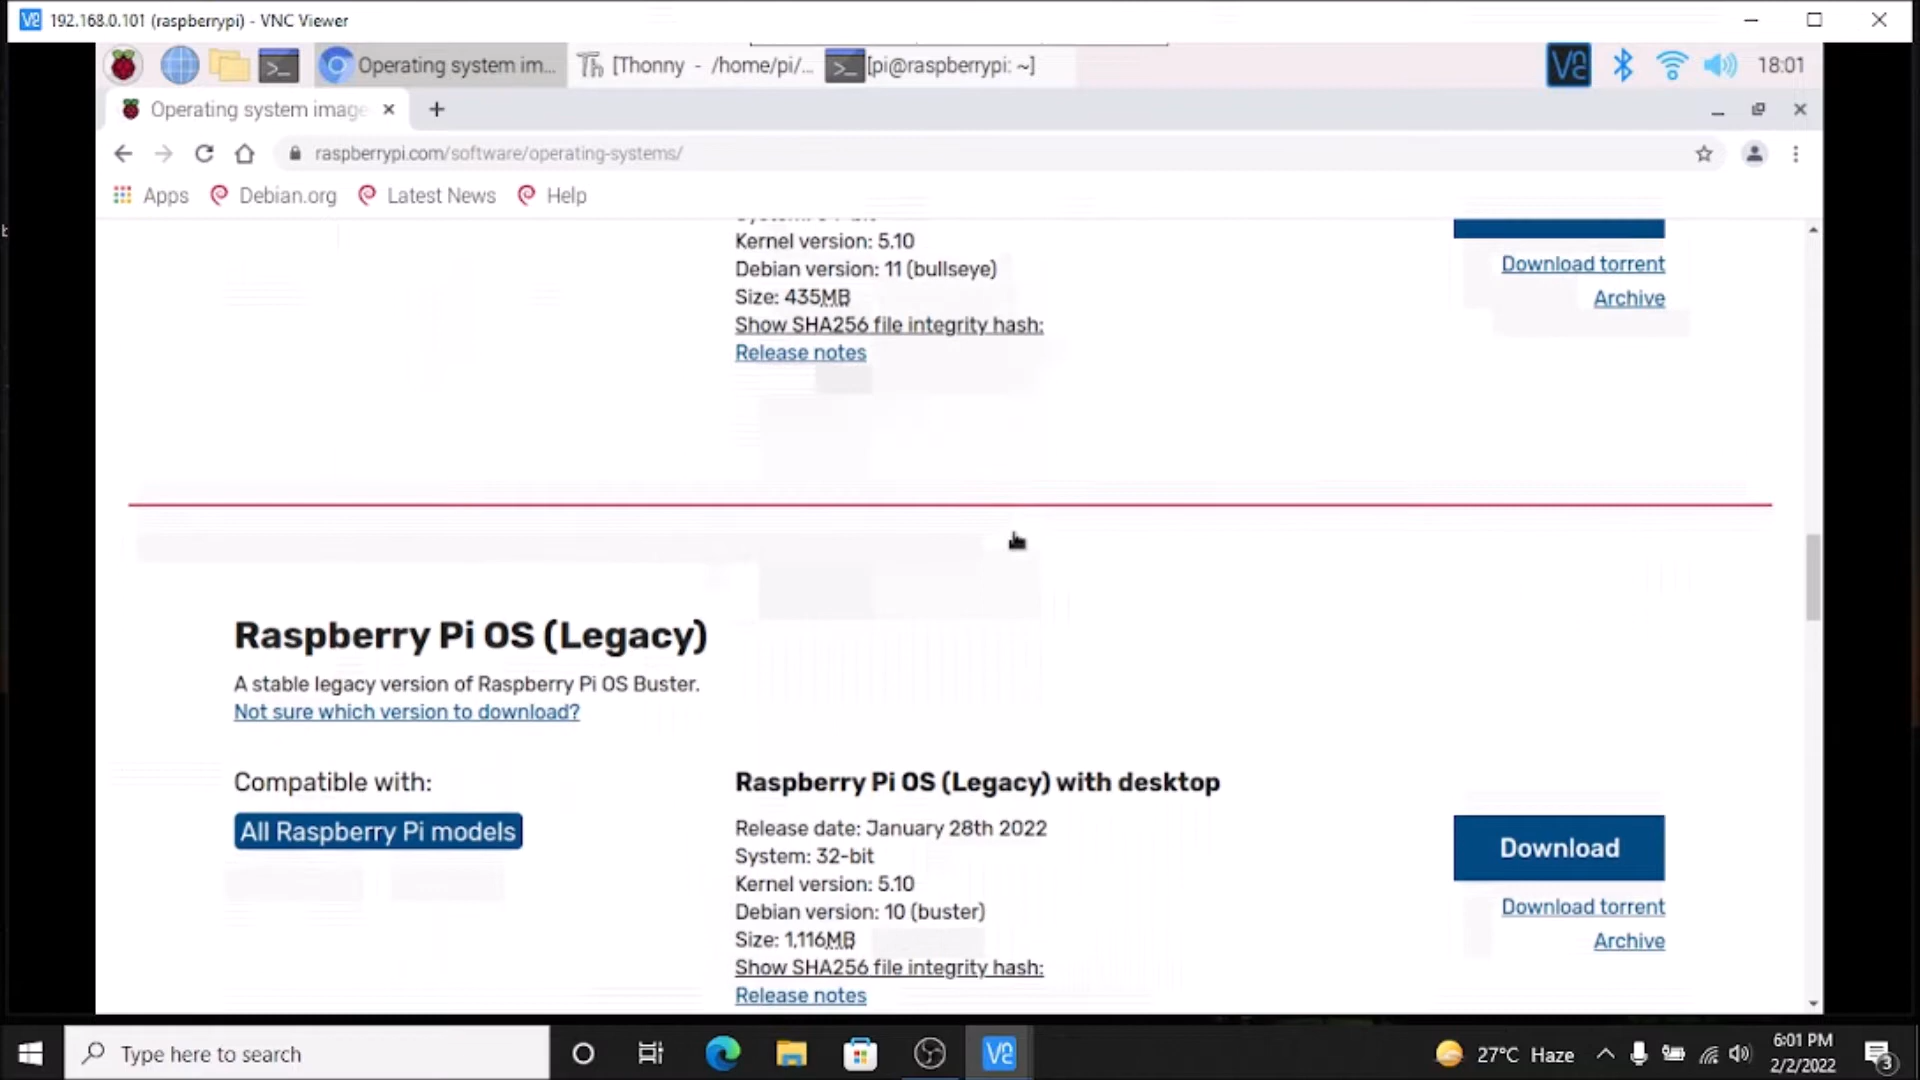 192.168.0.101 (raspberrypi) - VNC Viewer
Operating system im...
[Thonny - /home/pi/...
[pi@raspberrypi: ~]
18:01
Operating system image
raspberrypi.com/software/operating-systems/
Apps
Debian.org
Latest News
Help
Kernel version: 5.10
Debian version: 11 (bullseye)
Size: 435MB
Show SHA256 file integrity hash:
Release notes
Download torrent
Archive
Raspberry Pi OS (Legacy)
A stable legacy version of Raspberry Pi OS Buster.
Not sure which version to download?
Compatible with:
All Raspberry Pi models
Raspberry Pi OS (Legacy) with desktop
Release date: January 28th 2022
System: 32-bit
Kernel version: 5.10
Debian version: 10 (buster)
Size: 1,116MB
Show SHA256 file integrity hash:
Release notes
Download
Download torrent
Archive
Type here to search
27°C Haze
6:01 PM
2/2/2022
3